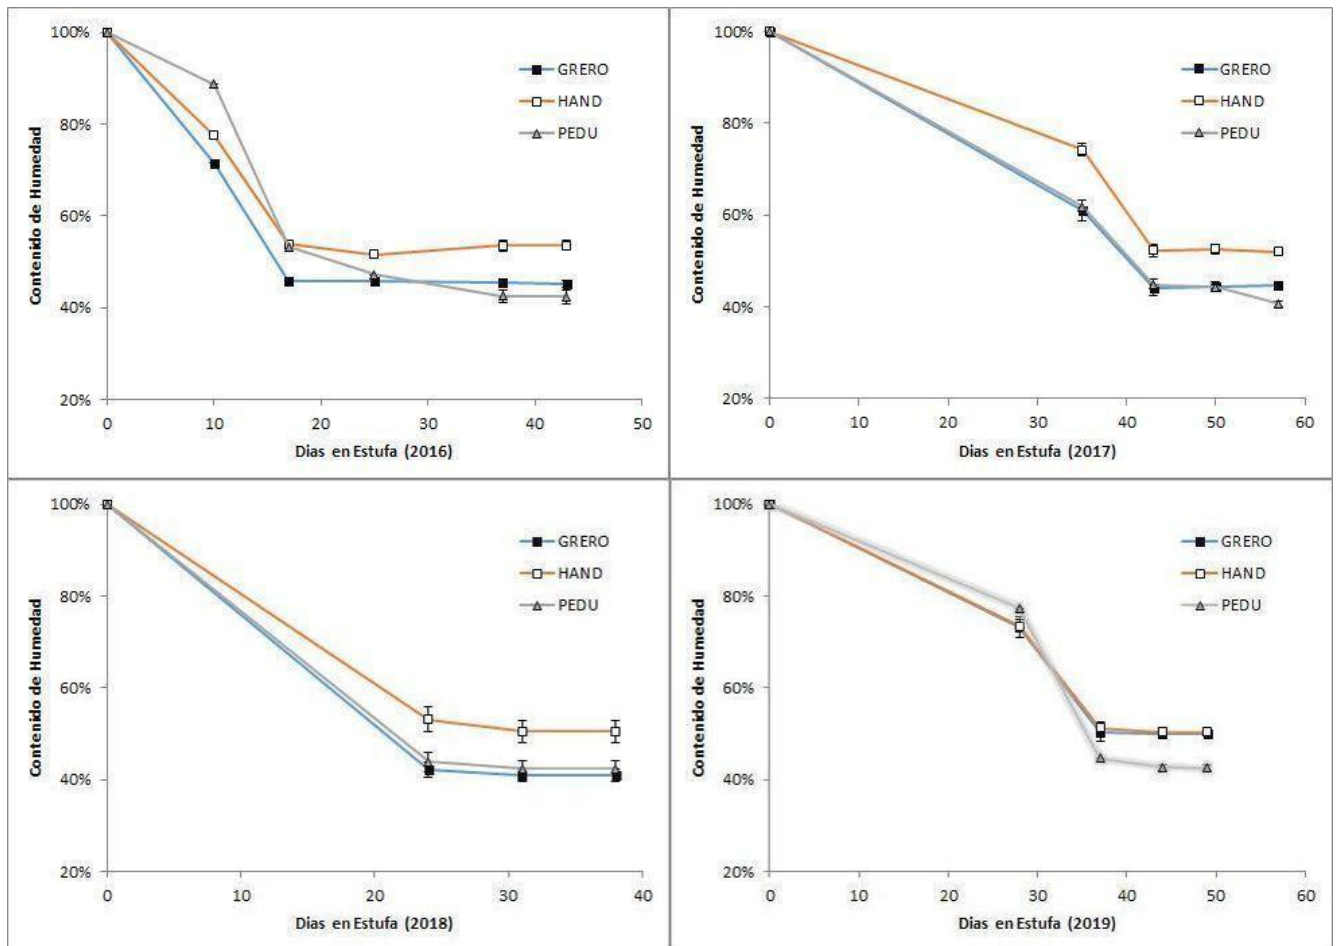 100%
80%
60%
40%
20%
Contenido de Humedad
GRERO
HAND
PEDU
0 10 20 30 40 50
Dias en Estufa (2016)
100%
80%
60%
40%
20%
Contenido de Humedad
GRERO
HAND
PEDU
0 10 20 30 40 50 60
Dias en Estufa (2017)
100%
80%
60%
40%
20%
Contenido de Humedad
GRERO
HAND
PEDU
0 10 20 30 40
Dias en Estufa (2018)
100%
80%
60%
40%
20%
Contenido de Humedad
GRERO
HAND
PEDU
0 10 20 30 40 50 60
Dias en Estufa (2019)